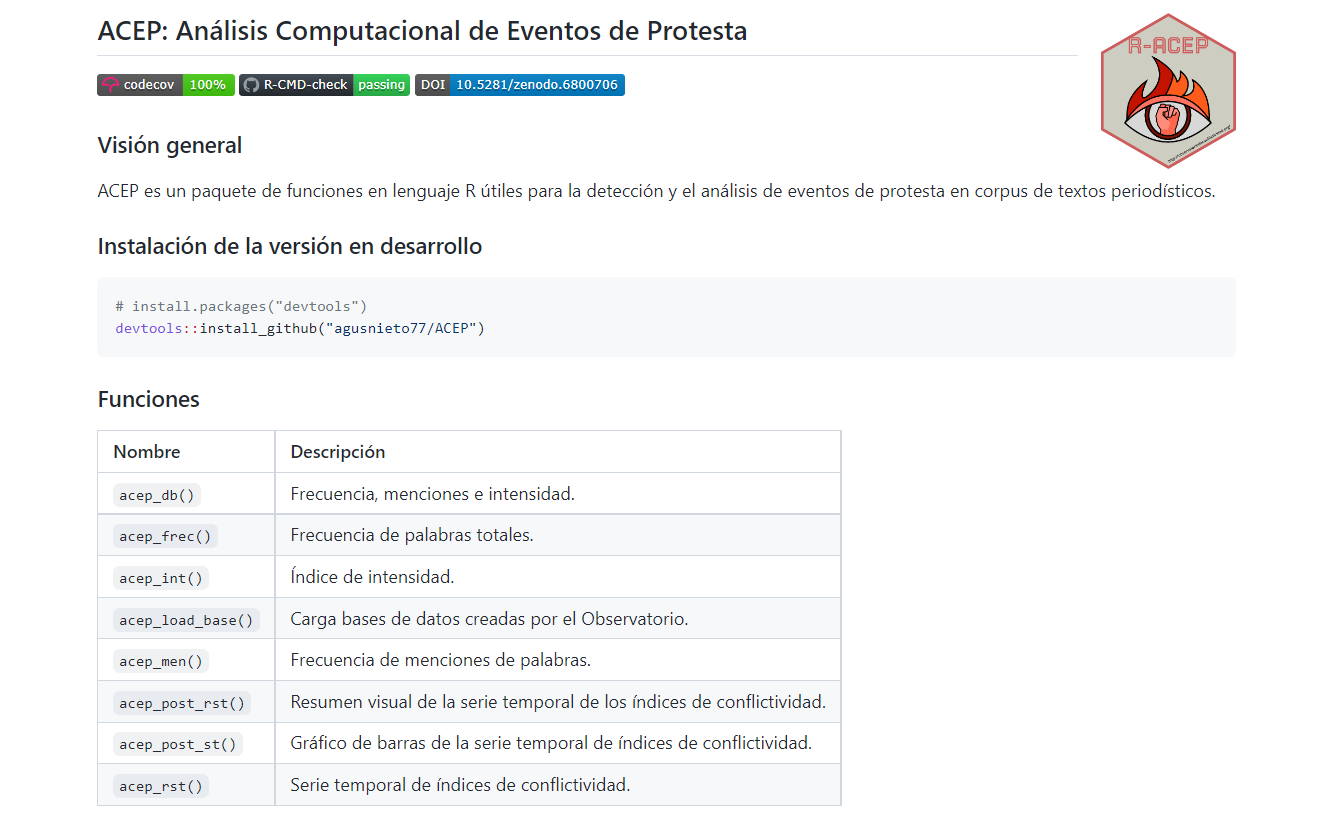 ACEP: Análisis Computacional de Eventos de Protesta
R-ACEP
codecov 100% R-CMD-check passing DOI 10.5281/zenodo.6800706
Visión general
ACEP es un paquete de funciones en lenguaje R útiles para la detección y el análisis de eventos de protesta en corpus de textos periodísticos.
Instalación de la versión en desarrollo
# install.packages("devtools")
devtools::install_github("agusnieto77/ACEP")
Funciones
Nombre Descripción
acep_db() Frecuencia, menciones e intensidad.
acep_frec() Frecuencia de palabras totales.
acep_int() Índice de intensidad.
acep_load_base() Carga bases de datos creadas por el Observatorio.
acep_men() Frecuencia de menciones de palabras.
acep_post_rst() Resumen visual de la serie temporal de los índices de conflictividad.
acep_post_st() Gráfico de barras de la serie temporal de índices de conflictividad.
acep_rst() Serie temporal de índices de conflictividad.